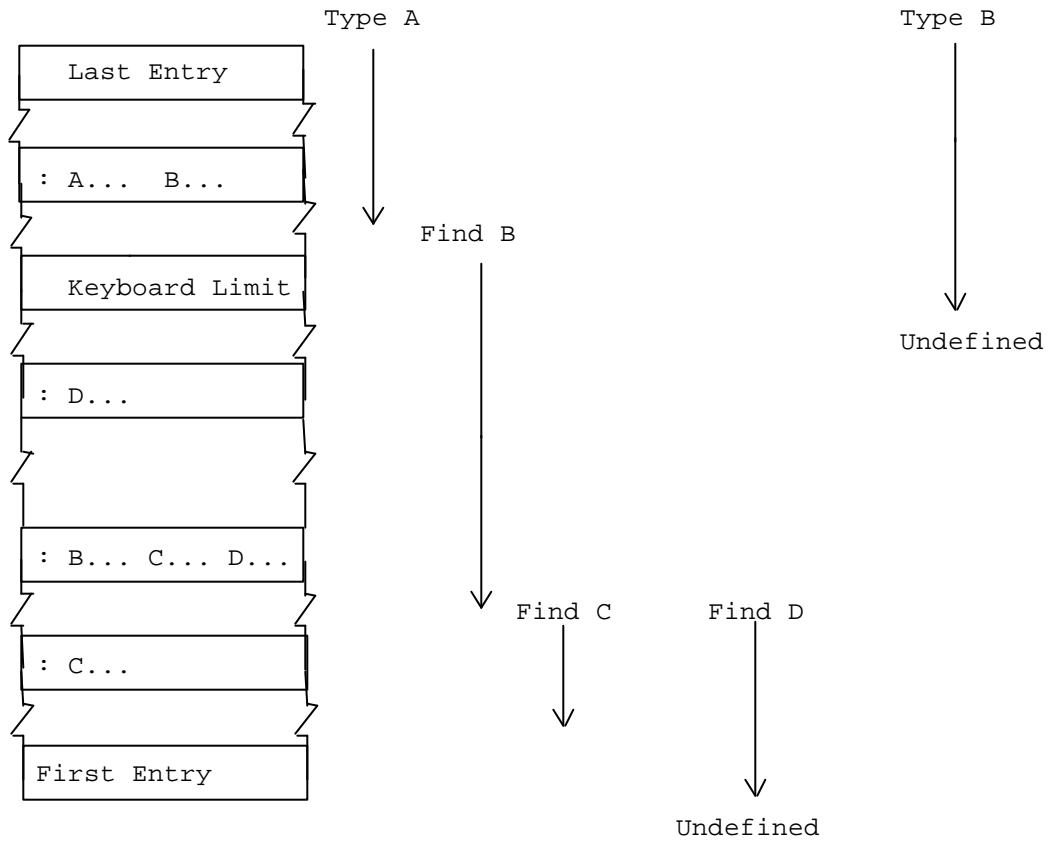 Type A
Type B
Last Entry
: A... B...
Find B
Keyboard Limit
Undefined
: D...
: B... C... D...
Find C
Find D
: C...
First Entry
Undefined